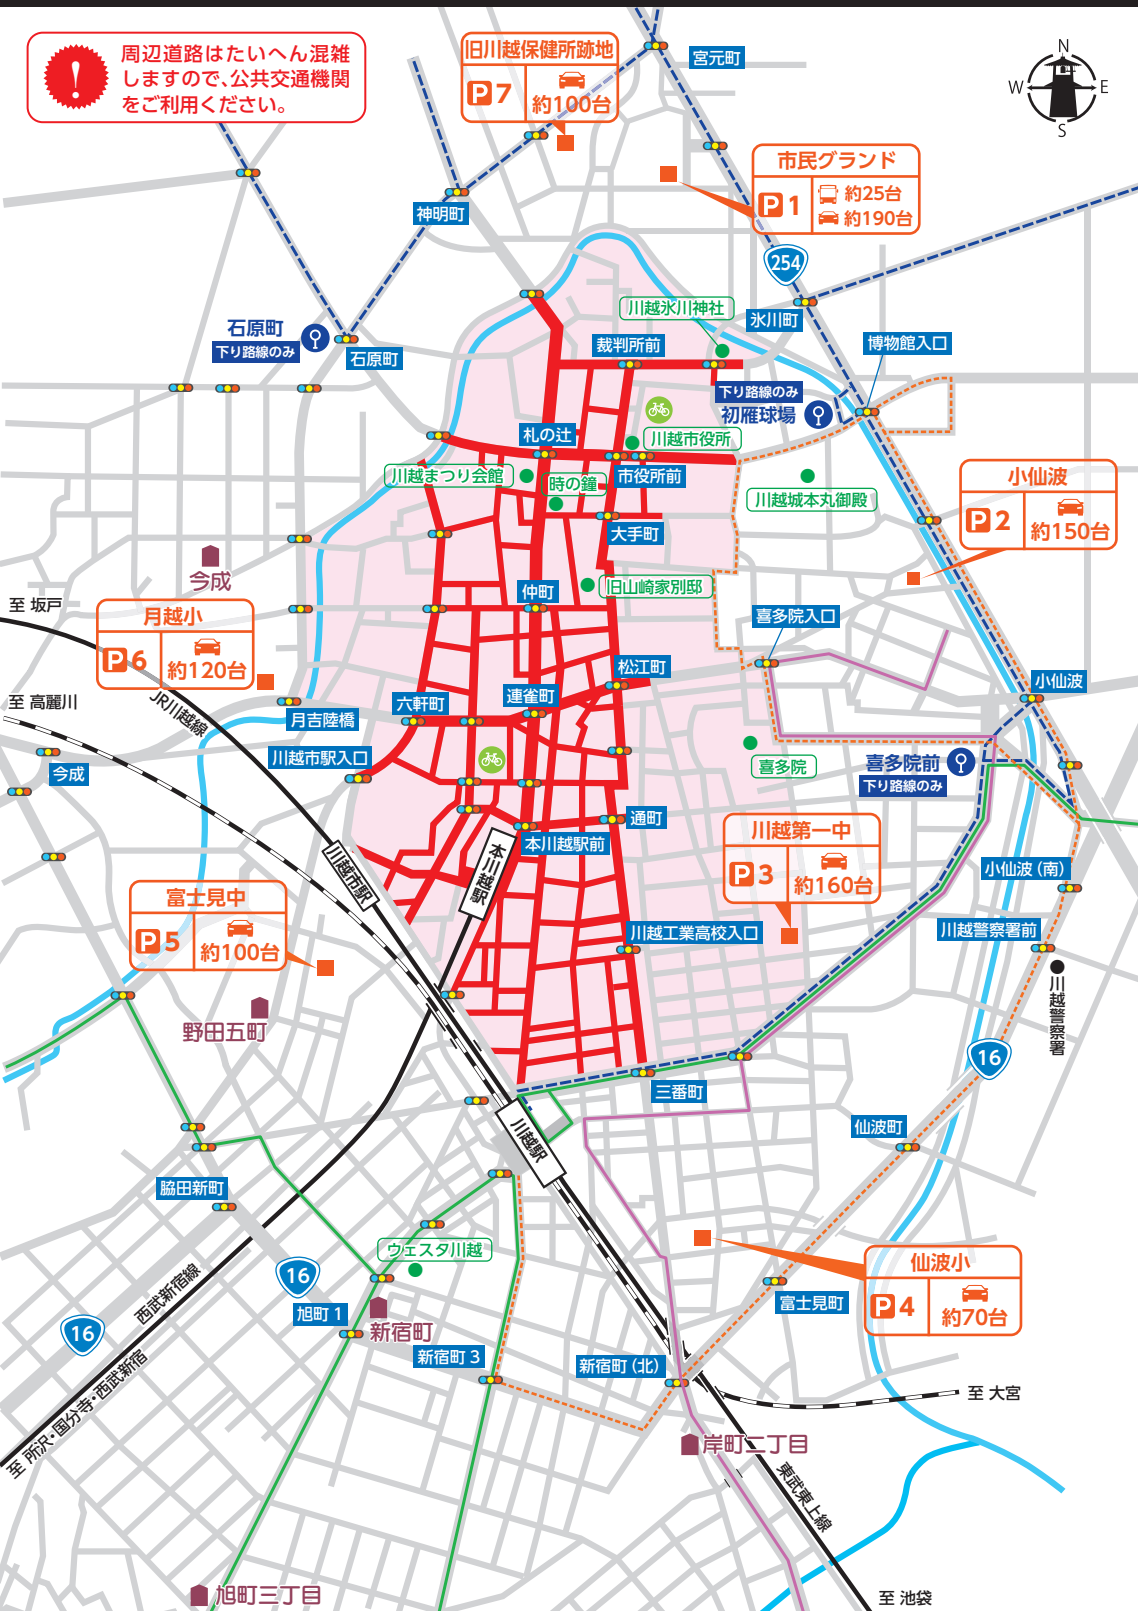 周辺道路はたいへん混雑
しますので、公共交通機関
をご利用ください。
旧川越保健所跡地
P7
約100台
宮元町
N
W
E
S
市民グランド
P1
約25台
約190台
神明町
254
川越氷川神社
氷川町
石原町
下り路線のみ
石原町
裁判所前
博物館入口
下り路線のみ
初雁球場
札の辻
川越市役所
川越まつり会館
時の鐘
市役所前
川越城本丸御殿
小仙波
P2
約150台
大手町
今成
旧山崎家別邸
仲町
至 坂戸
月越小
P6
約120台
喜多院入口
松江町
小仙波
至 高麗川
JR川越線
連雀町
六軒町
月吉陸橋
川越市駅入口
今成
喜多院
喜多院前
下り路線のみ
通町
川越第一中
P3
約160台
本川越駅前
本川越駅
川越市駅
小仙波(南)
富士見中
P5
約100台
川越工業高校入口
川越警察署前
川越警察署
野田五町
16
三番町
仙波町
川越駅
脇田新町
ウェスタ川越
仙波小
P4
約70台
西武新宿線
16
旭町1
富士見町
16
新宿町
新宿町3
新宿町(北)
至 大宮
至 所沢・国分寺・西武新宿
岸町二丁目
東武東上線
旭町三丁目
至 池袋